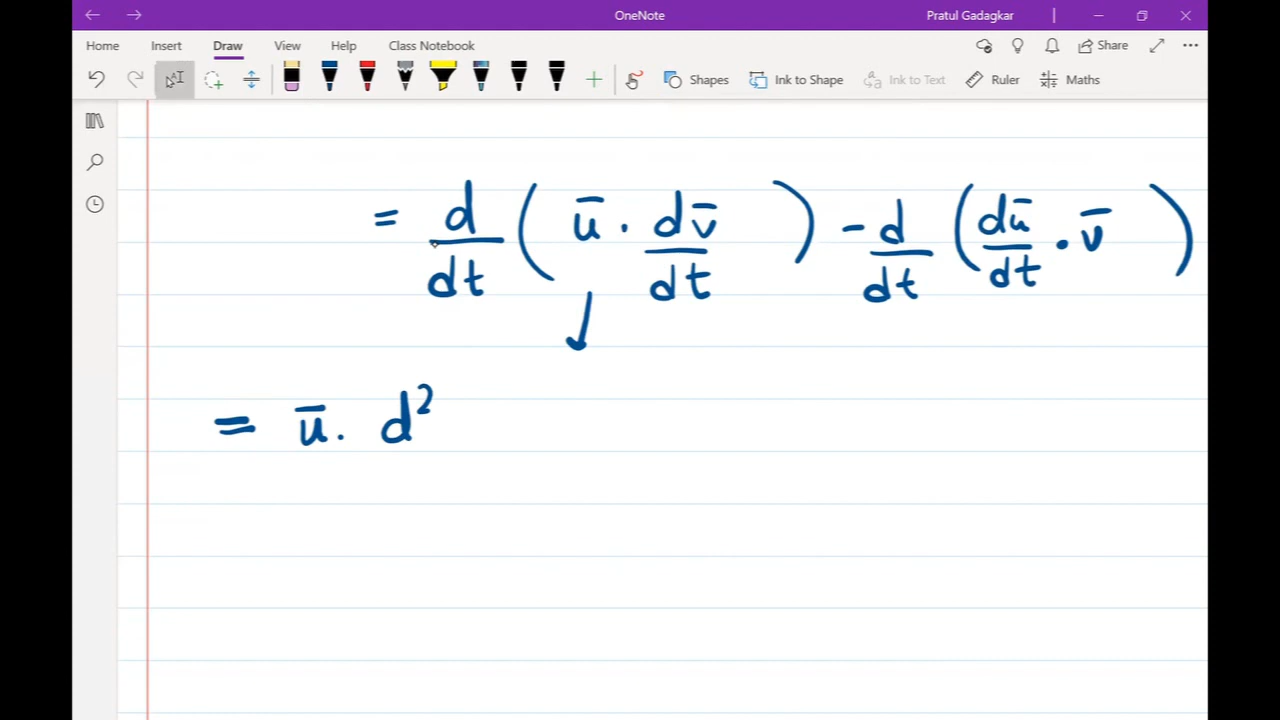 OneNote
Pratul Gadagkar
Home Insert Draw View Help Class Notebook
Share
Shapes Ink to Shape Ink to Text Ruler Maths
= d/dt ( ū · dv̄/dt ) - d/dt ( dū/dt · v̄ )
= ū · d²